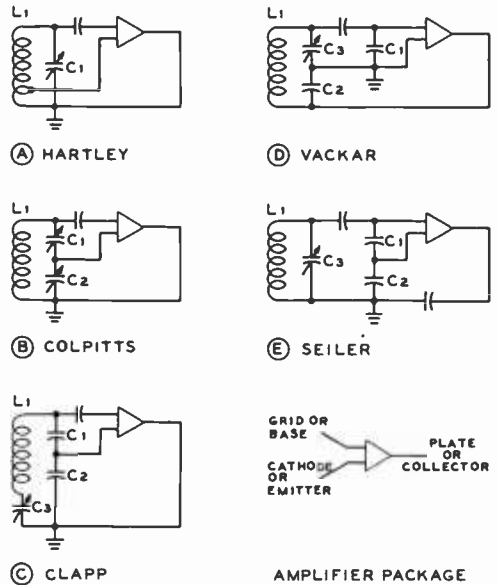 L1
C1
A HARTLEY
L1
C3
C1
C2
D VACKAR
L1
C1
C2
B COLPITTS
L1
C3
C1
C2
E SEILER
L1
C1
C2
C3
C CLAPP
GRID OR
BASE
CATHODE
OR
EMITTER
PLATE
OR
COLLECTOR
AMPLIFIER PACKAGE